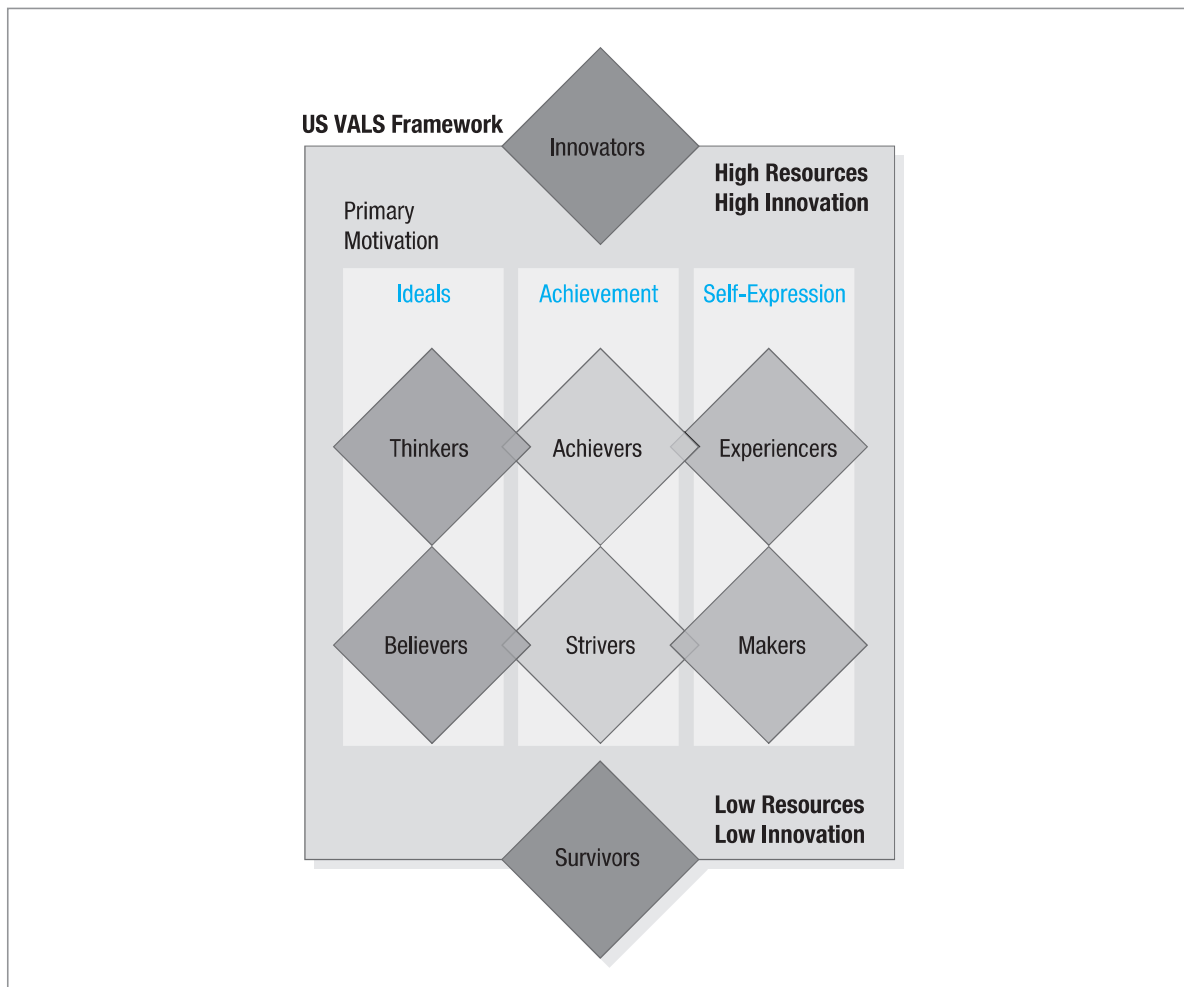 US VALS Framework
Innovators
High Resources
High Innovation
Primary
Motivation
Ideals
Achievement
Self-Expression
Thinkers
Achievers
Experiencers
Believers
Strivers
Makers
Low Resources
Low Innovation
Survivors